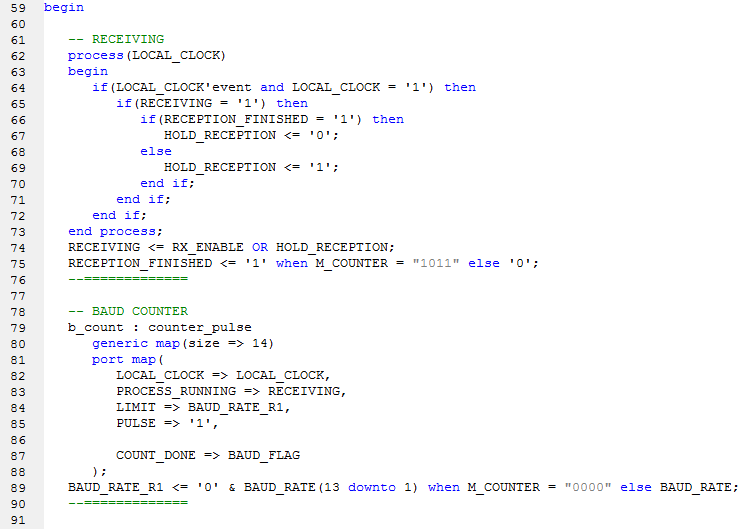 59 begin
60
61 -- RECEIVING
62 process(LOCAL_CLOCK)
63 begin
64 if(LOCAL_CLOCK'event and LOCAL_CLOCK = '1') then
65 if(RECEIVING = '1') then
66 if(RECEPTION_FINISHED = '1') then
67 HOLD_RECEPTION <= '0';
68 else
69 HOLD_RECEPTION <= '1';
70 end if;
71 end if;
72 end if;
73 end process;
74 RECEIVING <= RX_ENABLE OR HOLD_RECEPTION;
75 RECEPTION_FINISHED <= '1' when M_COUNTER = "1011" else '0';
76 --=============
77
78 -- BAUD COUNTER
79 b_count : counter_pulse
80 generic map(size => 14)
81 port map(
82 LOCAL_CLOCK => LOCAL_CLOCK,
83 PROCESS_RUNNING => RECEIVING,
84 LIMIT => BAUD_RATE_R1,
85 PULSE => '1',
86
87 COUNT_DONE => BAUD_FLAG
88 );
89 BAUD_RATE_R1 <= '0' & BAUD_RATE(13 downto 1) when M_COUNTER = "0000" else BAUD_RATE;
90 --=============
91